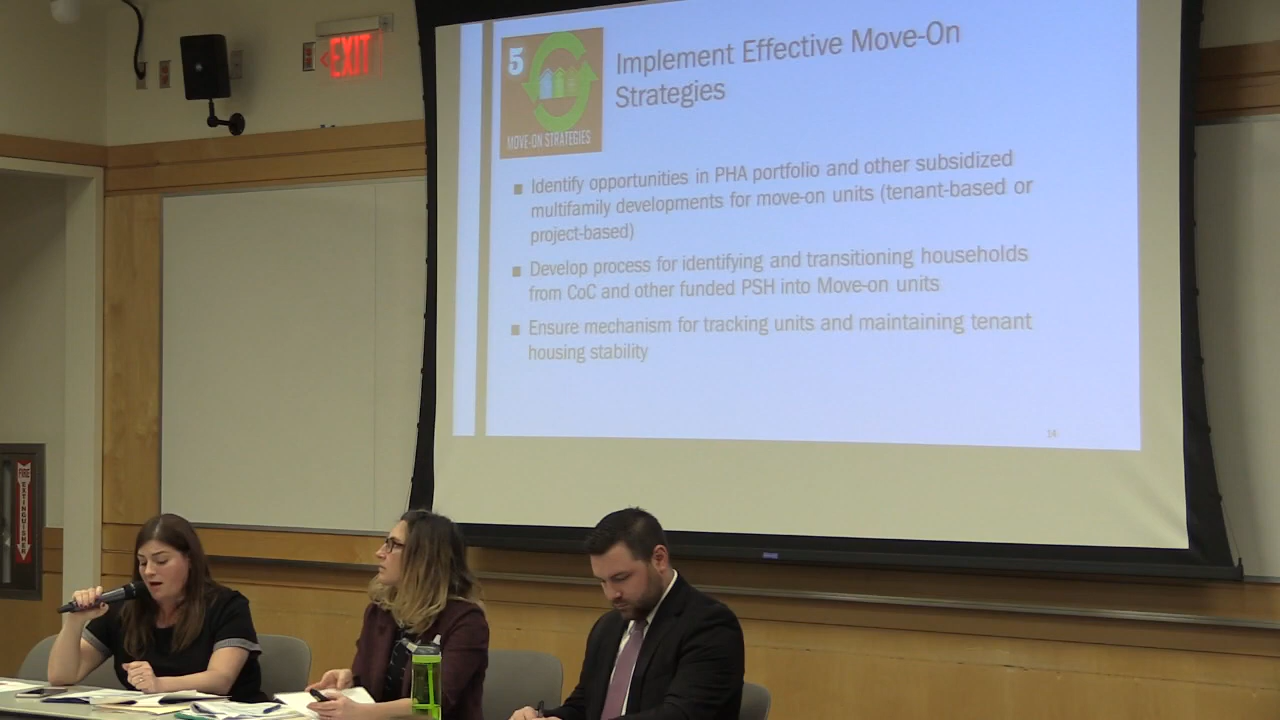 EXIT
5
MOVE-ON STRATEGIES
Implement Effective Move-On
Strategies
Identify opportunities in PHA portfolio and other subsidized
multifamily developments for move-on units (tenant-based or
project-based)
Develop process for identifying and transitioning households
from CoC and other funded PSH into Move-on units
Ensure mechanism for tracking units and maintaining tenant
housing stability
14
FIRE
EXTINGUISHER